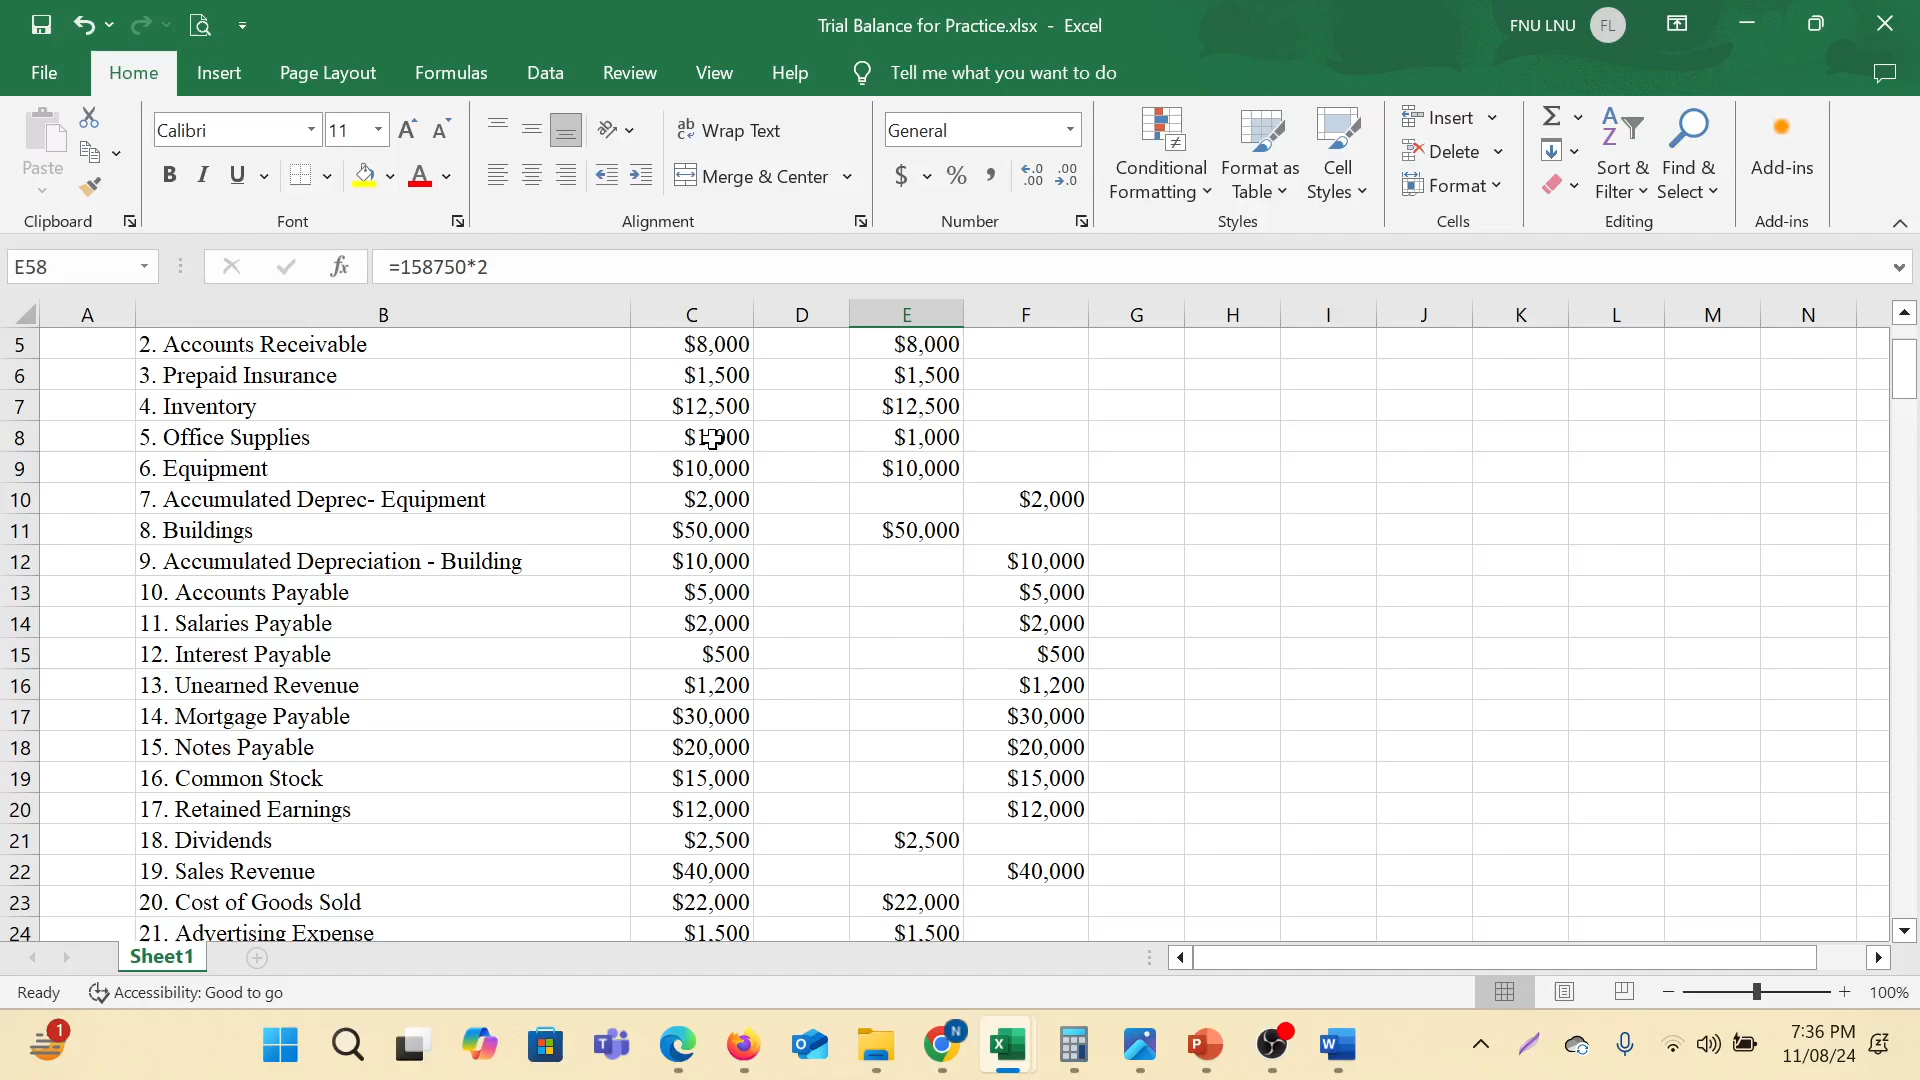 Trial Balance for Practice.xlsx - Excel
FNU LNU FL
File Home Insert Page Layout Formulas Data Review View Help Tell me what you want to do
Paste
Calibri 11
Wrap Text
General
Conditional Formatting
Format as Table
Cell Styles
Insert
Delete
Format
Sort & Filter
Find & Select
Add-ins
B I U
Merge & Center
$ % ,
Clipboard Font Alignment Number Styles Cells Editing Add-ins
E58 fx =158750*2
A B C D E F G H I J K L M N
5 2. Accounts Receivable $8,000 $8,000
6 3. Prepaid Insurance $1,500 $1,500
7 4. Inventory $12,500 $12,500
8 5. Office Supplies $1,000 $1,000
9 6. Equipment $10,000 $10,000
10 7. Accumulated Deprec- Equipment $2,000 $2,000
11 8. Buildings $50,000 $50,000
12 9. Accumulated Depreciation - Building $10,000 $10,000
13 10. Accounts Payable $5,000 $5,000
14 11. Salaries Payable $2,000 $2,000
15 12. Interest Payable $500 $500
16 13. Unearned Revenue $1,200 $1,200
17 14. Mortgage Payable $30,000 $30,000
18 15. Notes Payable $20,000 $20,000
19 16. Common Stock $15,000 $15,000
20 17. Retained Earnings $12,000 $12,000
21 18. Dividends $2,500 $2,500
22 19. Sales Revenue $40,000 $40,000
23 20. Cost of Goods Sold $22,000 $22,000
24 21. Advertising Expense $1,500 $1,500
Sheet1
Ready Accessibility: Good to go 100%
1 N 7:36 PM
11/08/24